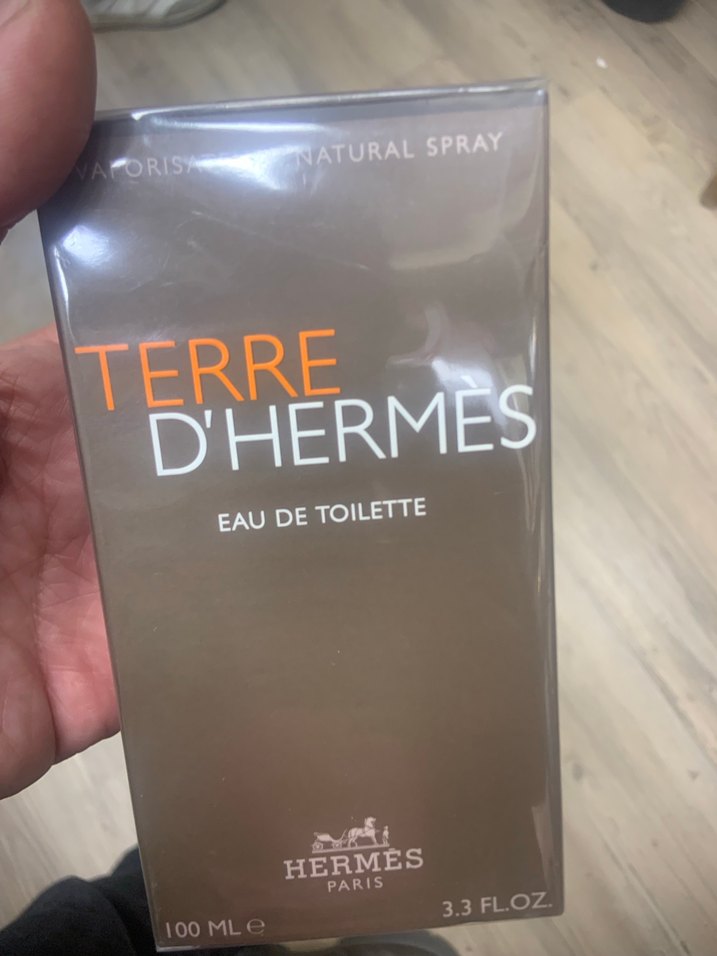 NATURAL SPRAY
TERRE
D'HERMÈS
EAU DE TOILETTE
HERMÈS
PARIS
100 ML ℮
3.3 FL.OZ.